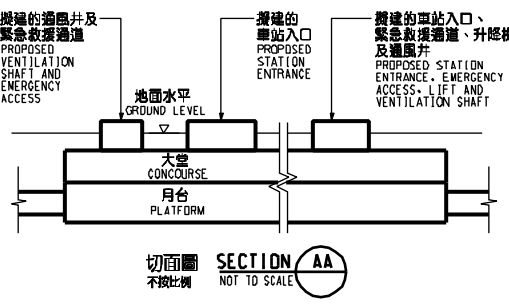 擬建的通風井及
緊急救援通道
PROPOSED
VENTILATION
SHAFT AND
EMERGENCY
ACCESS
擬建的
車站入口
PROPOSED
STATION
ENTRANCE
擬建的車站入口、
緊急救援通道、升降機
及通風井
PROPOSED STATION
ENTRANCE, EMERGENCY
ACCESS, LIFT AND
VENTILATION SHAFT
地面水平
GROUND LEVEL
大堂
CONCOURSE
月台
PLATFORM
切面圖
不按比例
SECTION AA
NOT TO SCALE